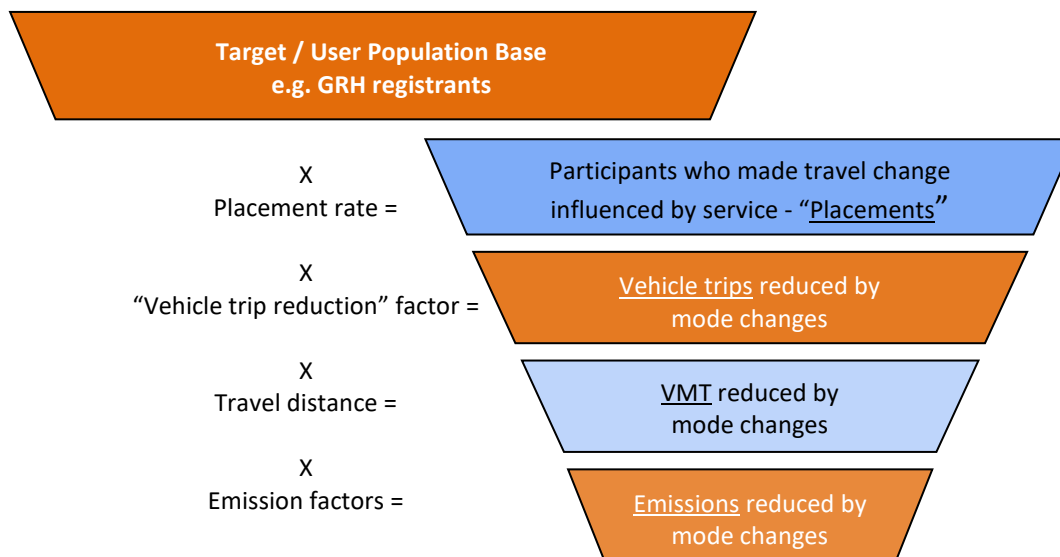 Target / User Population Base
e.g. GRH registrants
X
Placement rate =
Participants who made travel change
influenced by service - “Placements”
X
“Vehicle trip reduction” factor =
Vehicle trips reduced by
mode changes
X
Travel distance =
VMT reduced by
mode changes
X
Emission factors =
Emissions reduced by
mode changes